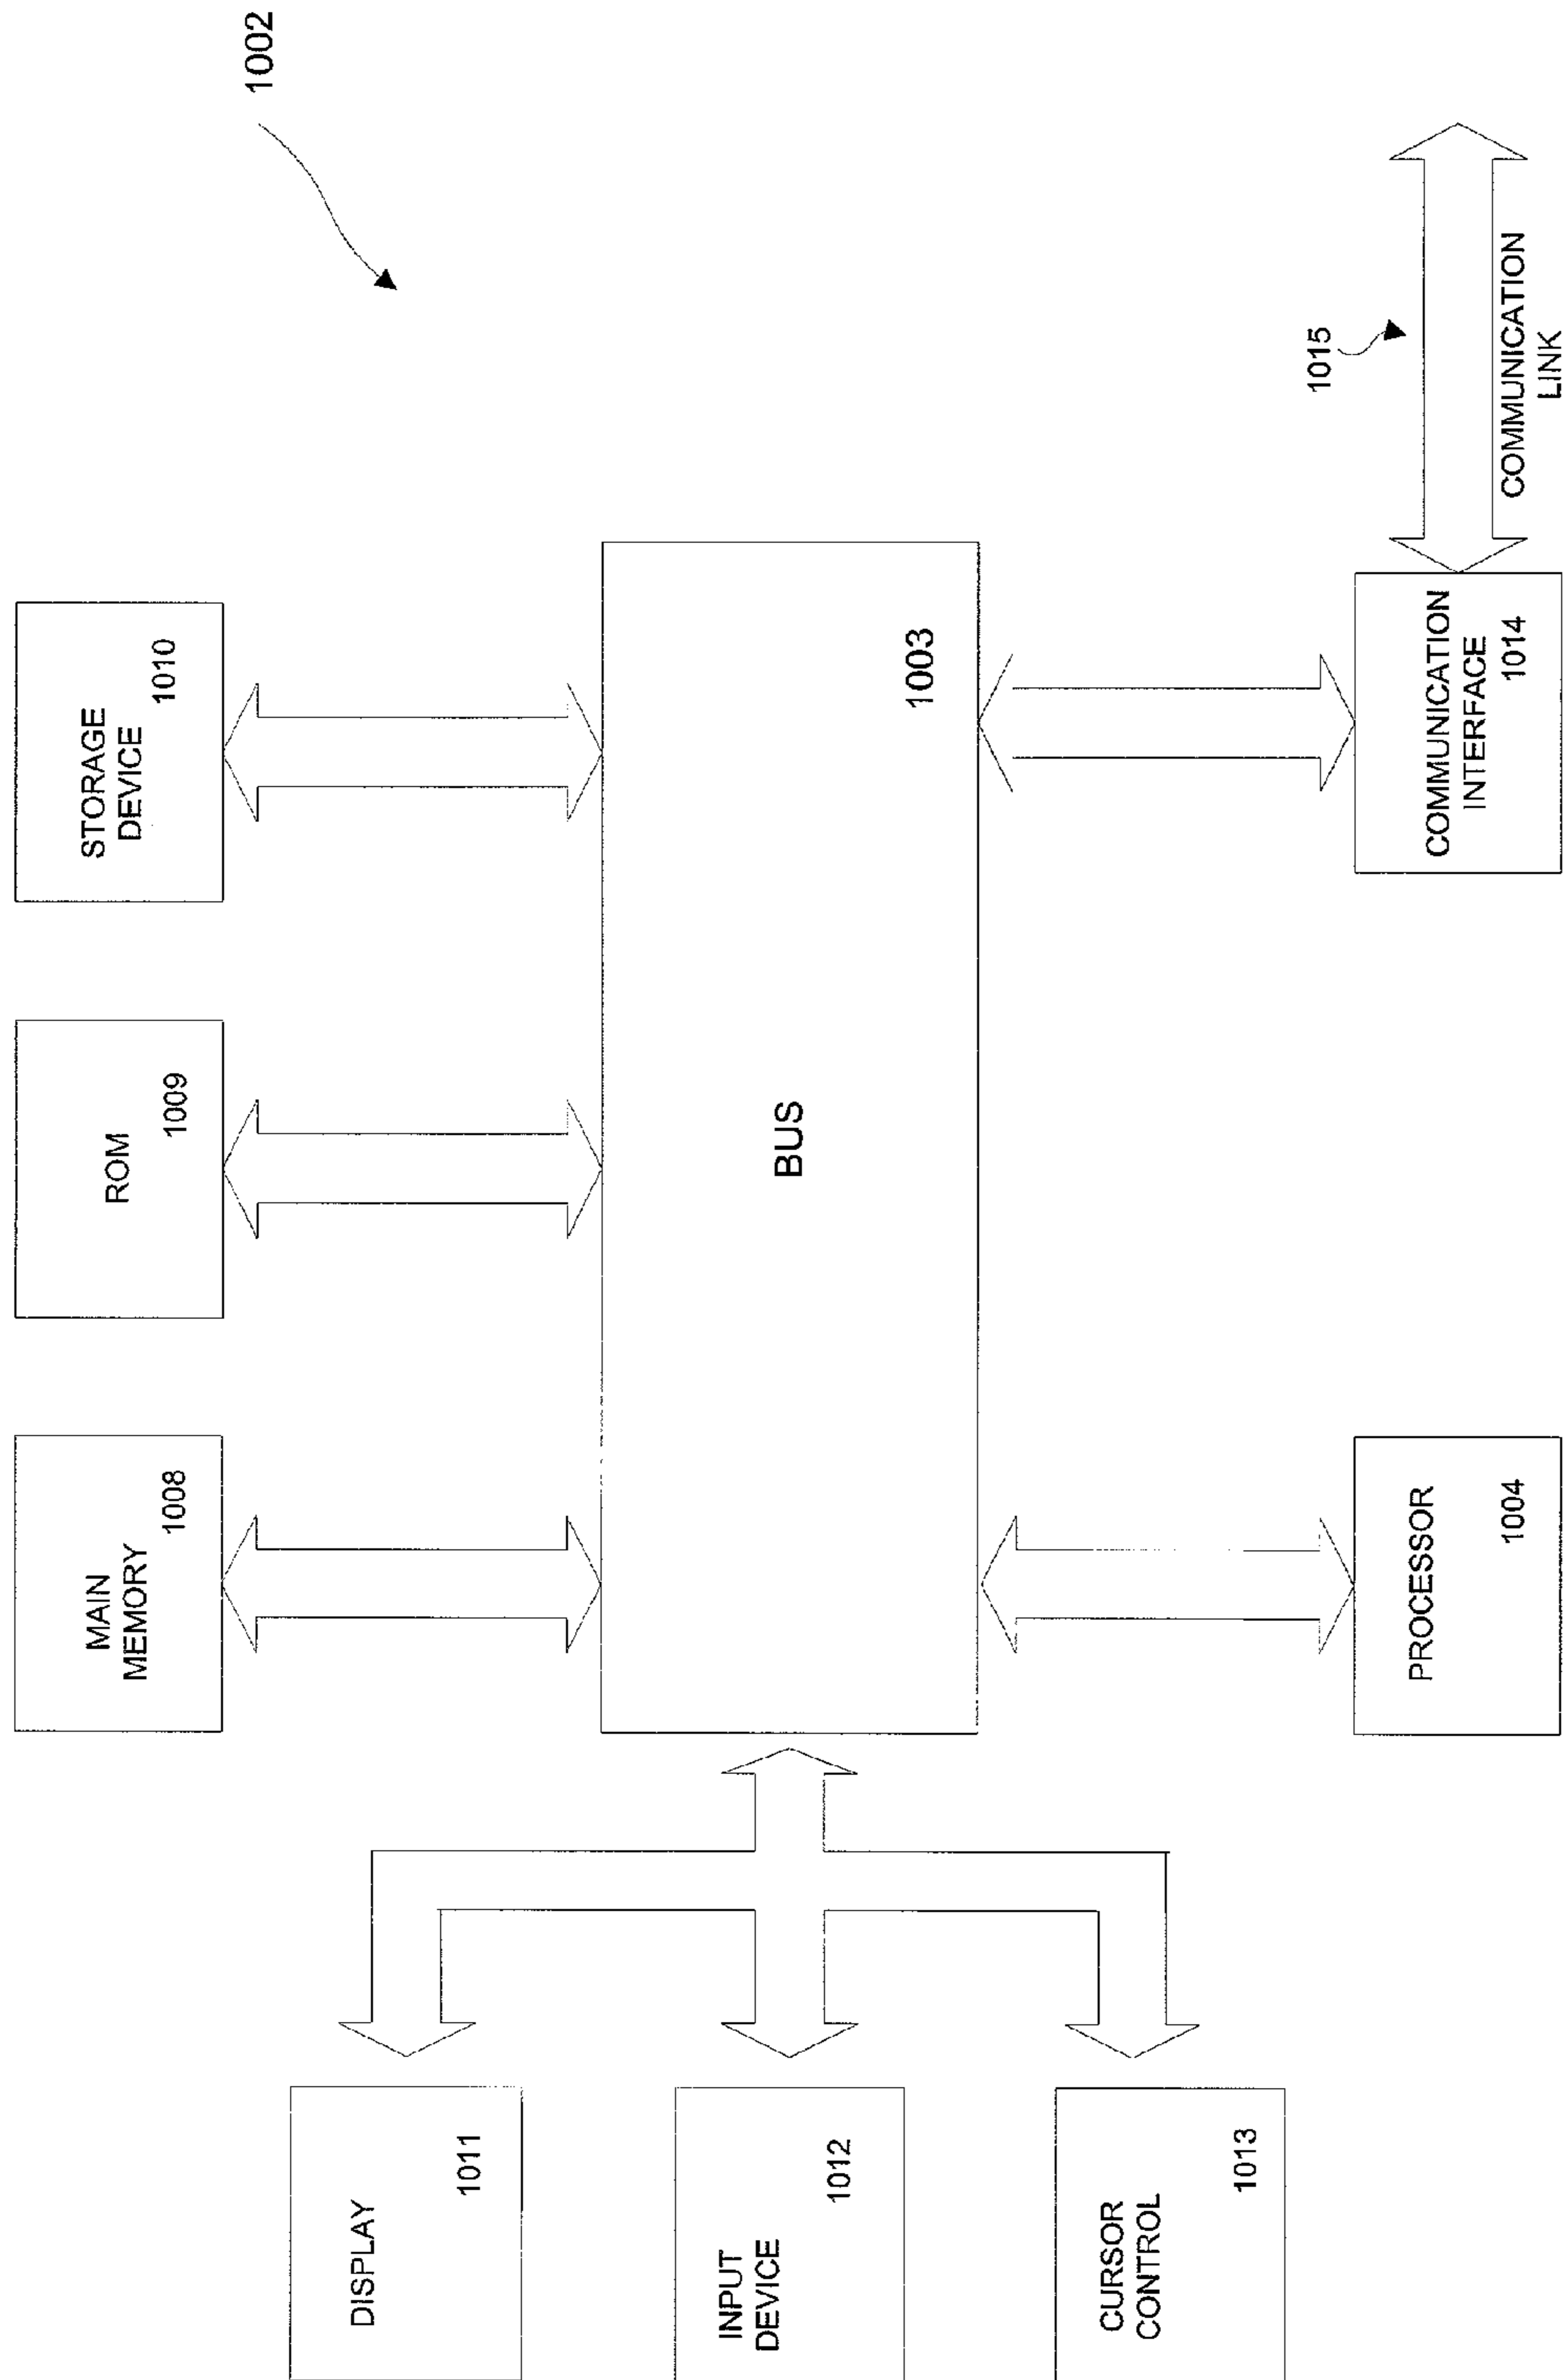 1002
MAIN
MEMORY
1008
ROM
1009
STORAGE
DEVICE
1010
DISPLAY
1011
INPUT
DEVICE
1012
CURSOR
CONTROL
1013
BUS
1003
PROCESSOR
1004
COMMUNICATION
INTERFACE
1014
1015
COMMUNICATION
LINK